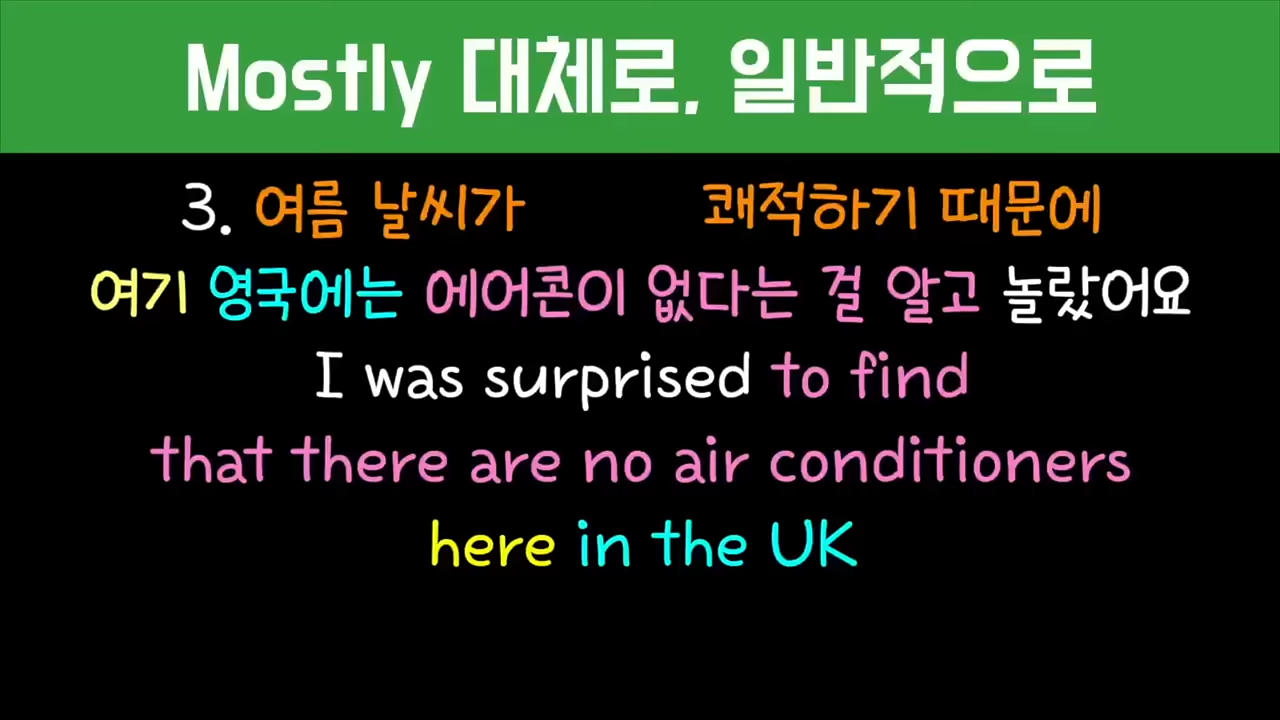 Mostly 대체로, 일반적으로
3. 여름 날씨가 쾌적하기 때문에
여기 영국에는 에어콘이 없다는 걸 알고 놀랐어요
I was surprised to find
that there are no air conditioners
here in the UK